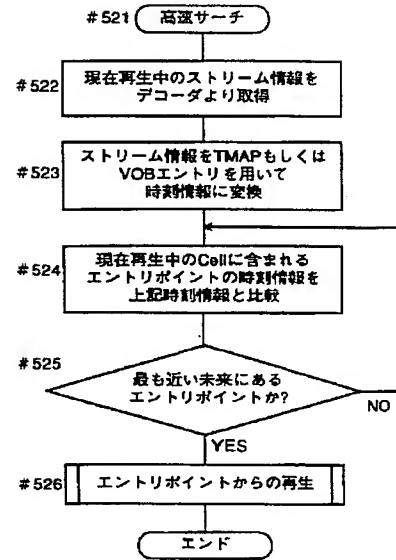 #521 高速サーチ
#522
現在再生中のストリーム情報を
デコーダより取得
#523
ストリーム情報をTMAPもしくは
VOBエントリを用いて
時刻情報に変換
#524
現在再生中のCellに含まれる
エントリポイントの時刻情報を
上記時刻情報と比較
#525
最も近い未来にある
エントリポイントか?
NO
YES
#526 エントリポイントからの再生
エンド